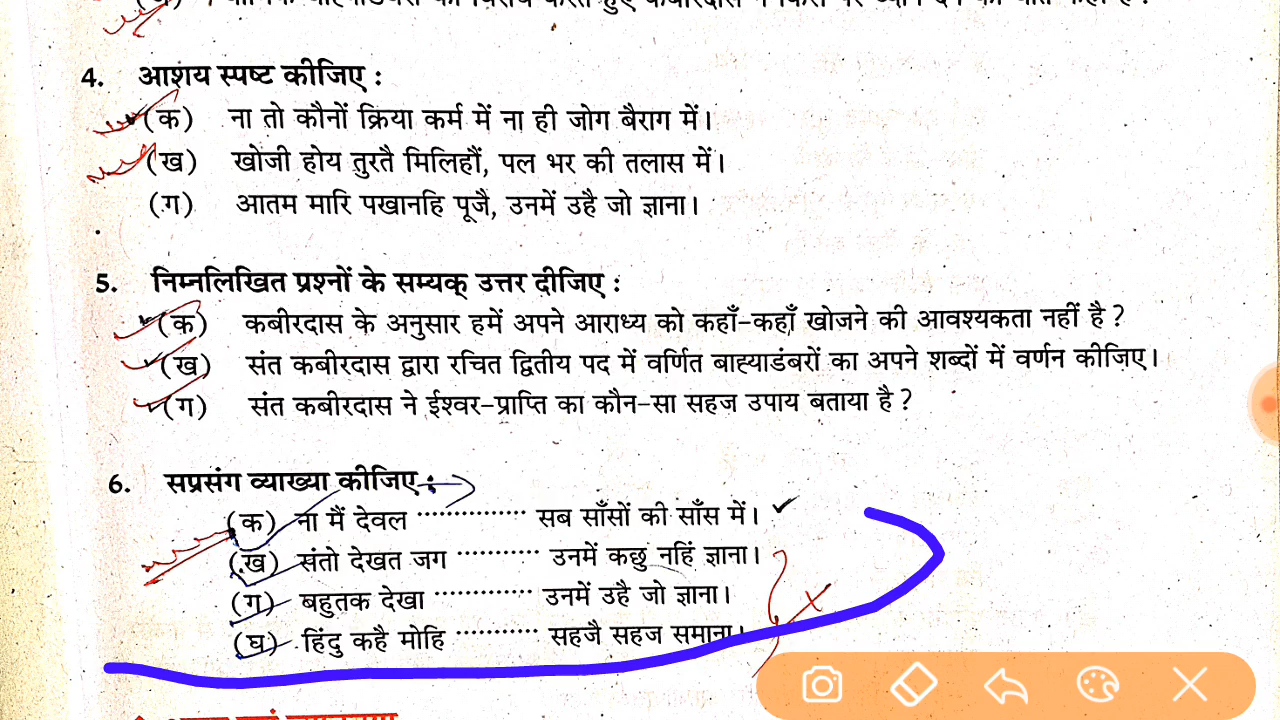 4. आशय स्पष्ट कीजिए :
(क) ना तो कौनों क्रिया कर्म में ना ही जोग बैराग में।
(ख) खोजी होय तुरतै मिलिहौं, पल भर की तलास में।
(ग) आतम मारि पखानहि पूजै, उनमें उहै जो ज्ञाना।
5. निम्नलिखित प्रश्नों के सम्यक् उत्तर दीजिए :
(क) कबीरदास के अनुसार हमें अपने आराध्य को कहाँ-कहाँ खोजने की आवश्यकता नहीं है ?
(ख) संत कबीरदास द्वारा रचित द्वितीय पद में वर्णित बाह्याडंबरों का अपने शब्दों में वर्णन कीजिए।
(ग) संत कबीरदास ने ईश्वर-प्राप्ति का कौन-सा सहज उपाय बताया है ?
6. सप्रसंग व्याख्या कीजिए :
(क) ना मैं देवल ............... सब साँसों की साँस में।
(ख) संतो देखत जग ........... उनमें कछु नहिं ज्ञाना।
(ग) बहुतक देखा ............. उनमें उहै जो ज्ञाना।
(घ) हिंदु कहै मोहि ........... सहजै सहज समाना।